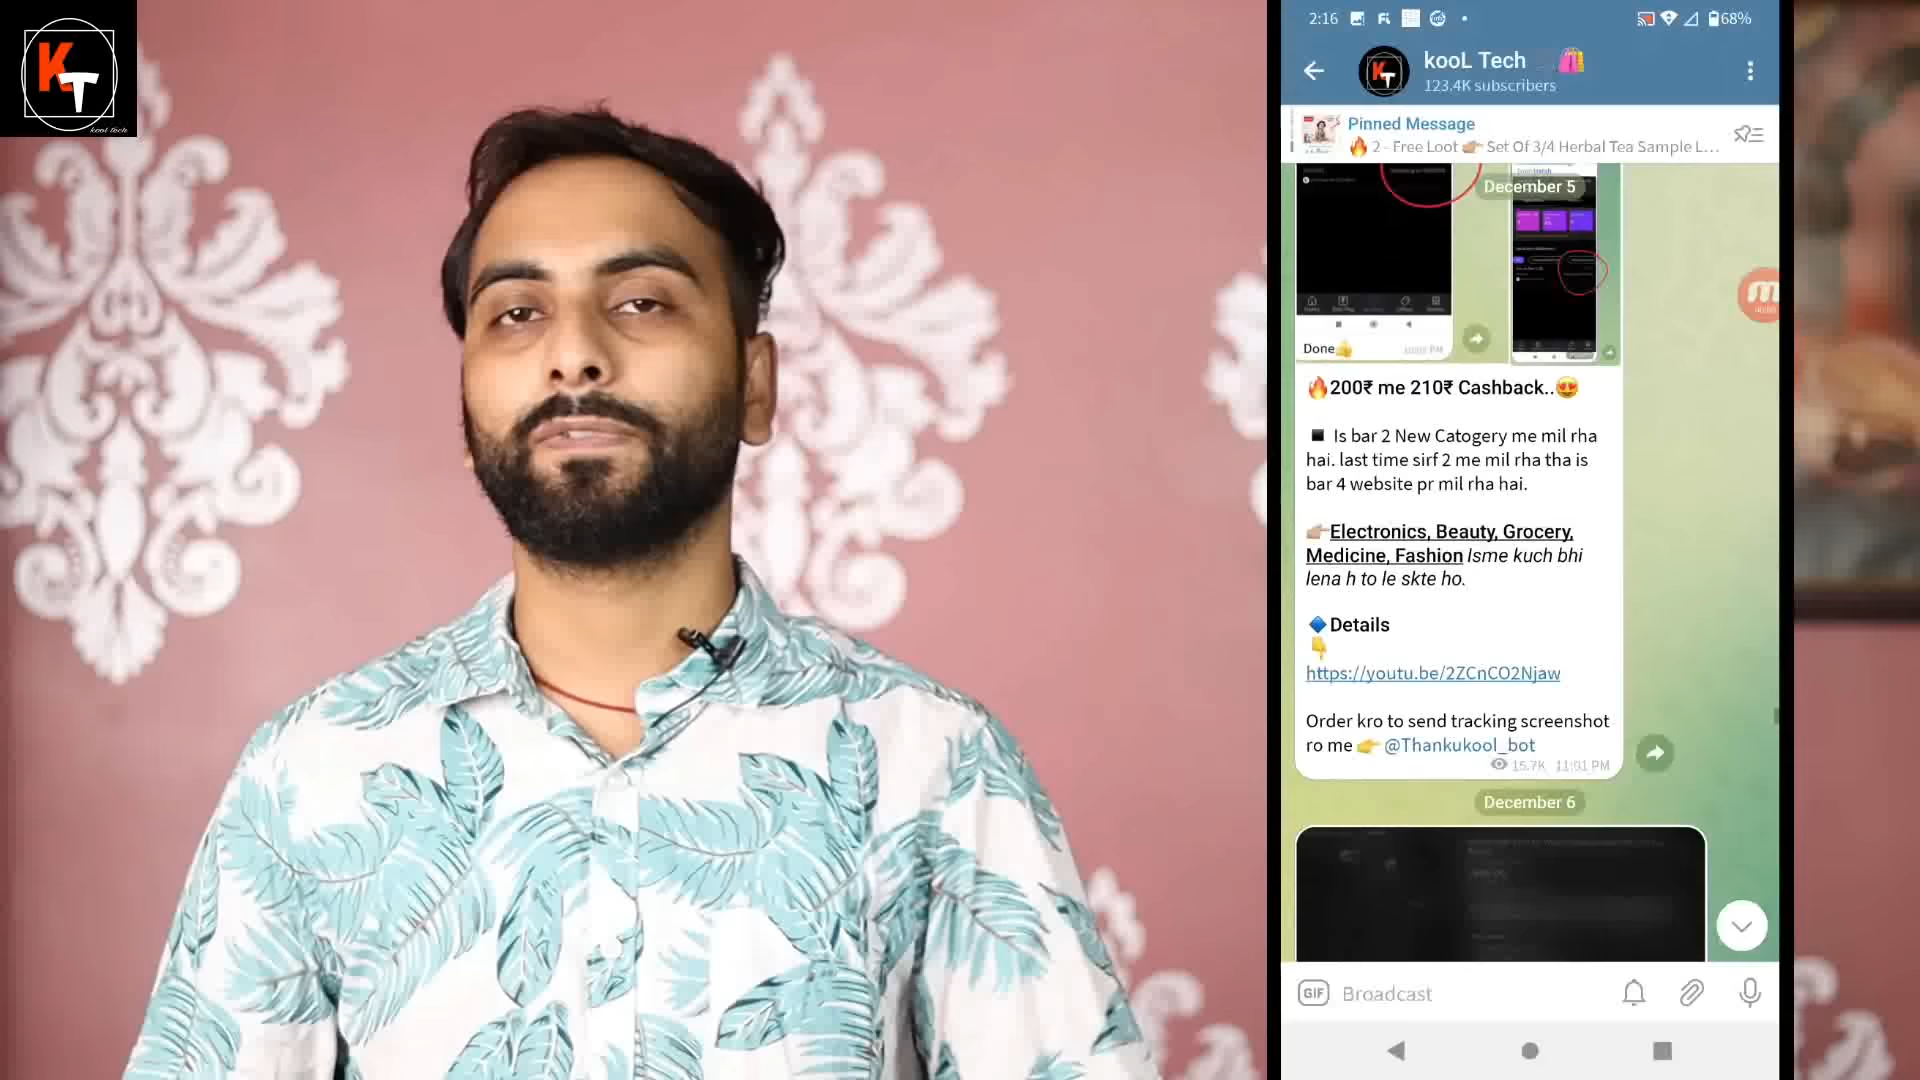 KT
kool tech
2:16
68%
kooL Tech
123.4K subscribers
Pinned Message
🔥 2 - Free Loot 👉 Set Of 3/4 Herbal Tea Sample L...
December 5
Done👍
🔥200₹ me 210₹ Cashback..😍
◾ Is bar 2 New Catogery me mil rha
hai. last time sirf 2 me mil rha tha is
bar 4 website pr mil rha hai.
👉Electronics, Beauty, Grocery,
Medicine, Fashion Isme kuch bhi
lena h to le skte ho.
🔷Details
👇
https://youtu.be/2ZCnCO2Njaw
Order kro to send tracking screenshot
ro me 👉 @Thankukool_bot
15.7K 11:01 PM
December 6
GIF Broadcast